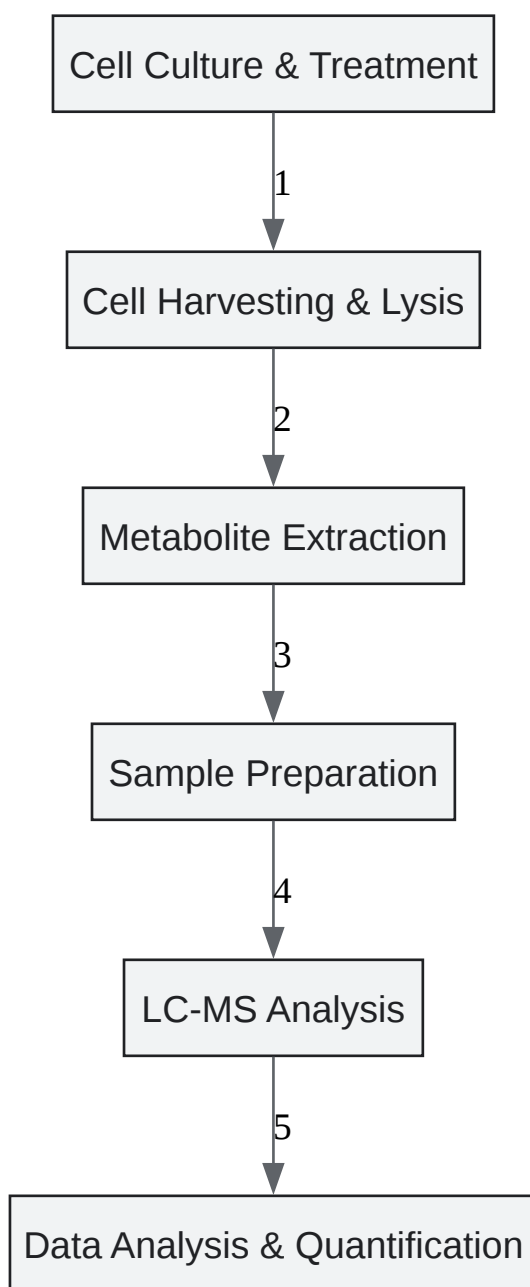 Cell Culture & Treatment
1
Cell Harvesting & Lysis
2
Metabolite Extraction
3
Sample Preparation
4
LC-MS Analysis
5
Data Analysis & Quantification